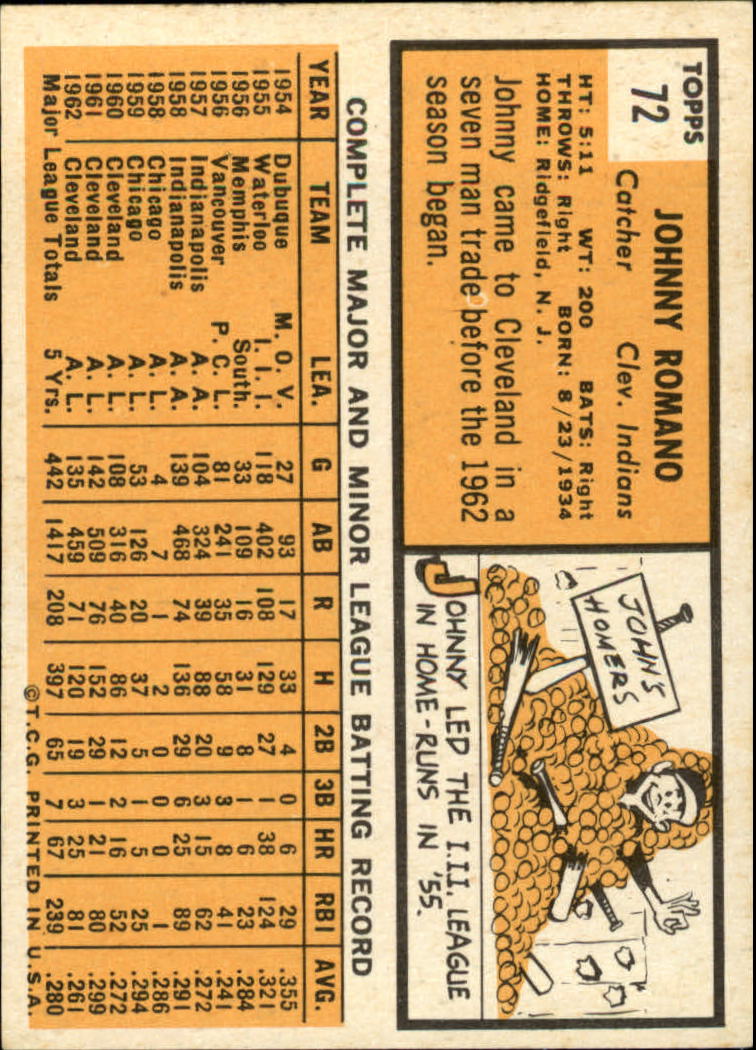 TOPPS
72
JOHNNY ROMANO
Catcher Clev. Indians
HT: 5:11 WT: 200 BATS: Right
THROWS: Right BORN: 8/23/1934
HOME: Ridgefield, N. J.
Johnny came to Cleveland in a
seven man trade before the 1962
season began.
JOHN'S
HOMERS
JOHNNY LED THE I.I.I. LEAGUE
IN HOME-RUNS IN '55.
COMPLETE MAJOR AND MINOR LEAGUE BATTING RECORD
YEAR TEAM LEA. G AB R H 2B 3B HR RBI AVG.
1954 Dubuque M. O. V. 27 93 17 33 4 0 6 29 .355
1955 Waterloo I. I. I. 118 402 108 129 27 1 38 124 .321
1956 Memphis South. 33 109 16 31 8 1 6 23 .284
1956 Vancouver P. C. L. 81 241 35 58 9 3 8 41 .241
1957 Indianapolis A. A. 104 324 39 88 20 3 15 62 .272
1958 Indianapolis A. A. 139 468 74 136 29 6 25 89 .291
1958 Chicago A. L. 4 7 1 2 0 0 0 1 .286
1959 Chicago A. L. 53 126 20 37 5 1 5 25 .294
1960 Cleveland A. L. 108 316 40 86 12 2 16 52 .272
1961 Cleveland A. L. 142 509 76 152 29 1 21 80 .299
1962 Cleveland A. L. 135 459 71 120 19 3 25 81 .261
Major League Totals 5 Yrs. 442 1417 208 397 65 7 67 239 .280
©T.C.G. PRINTED IN U.S.A.